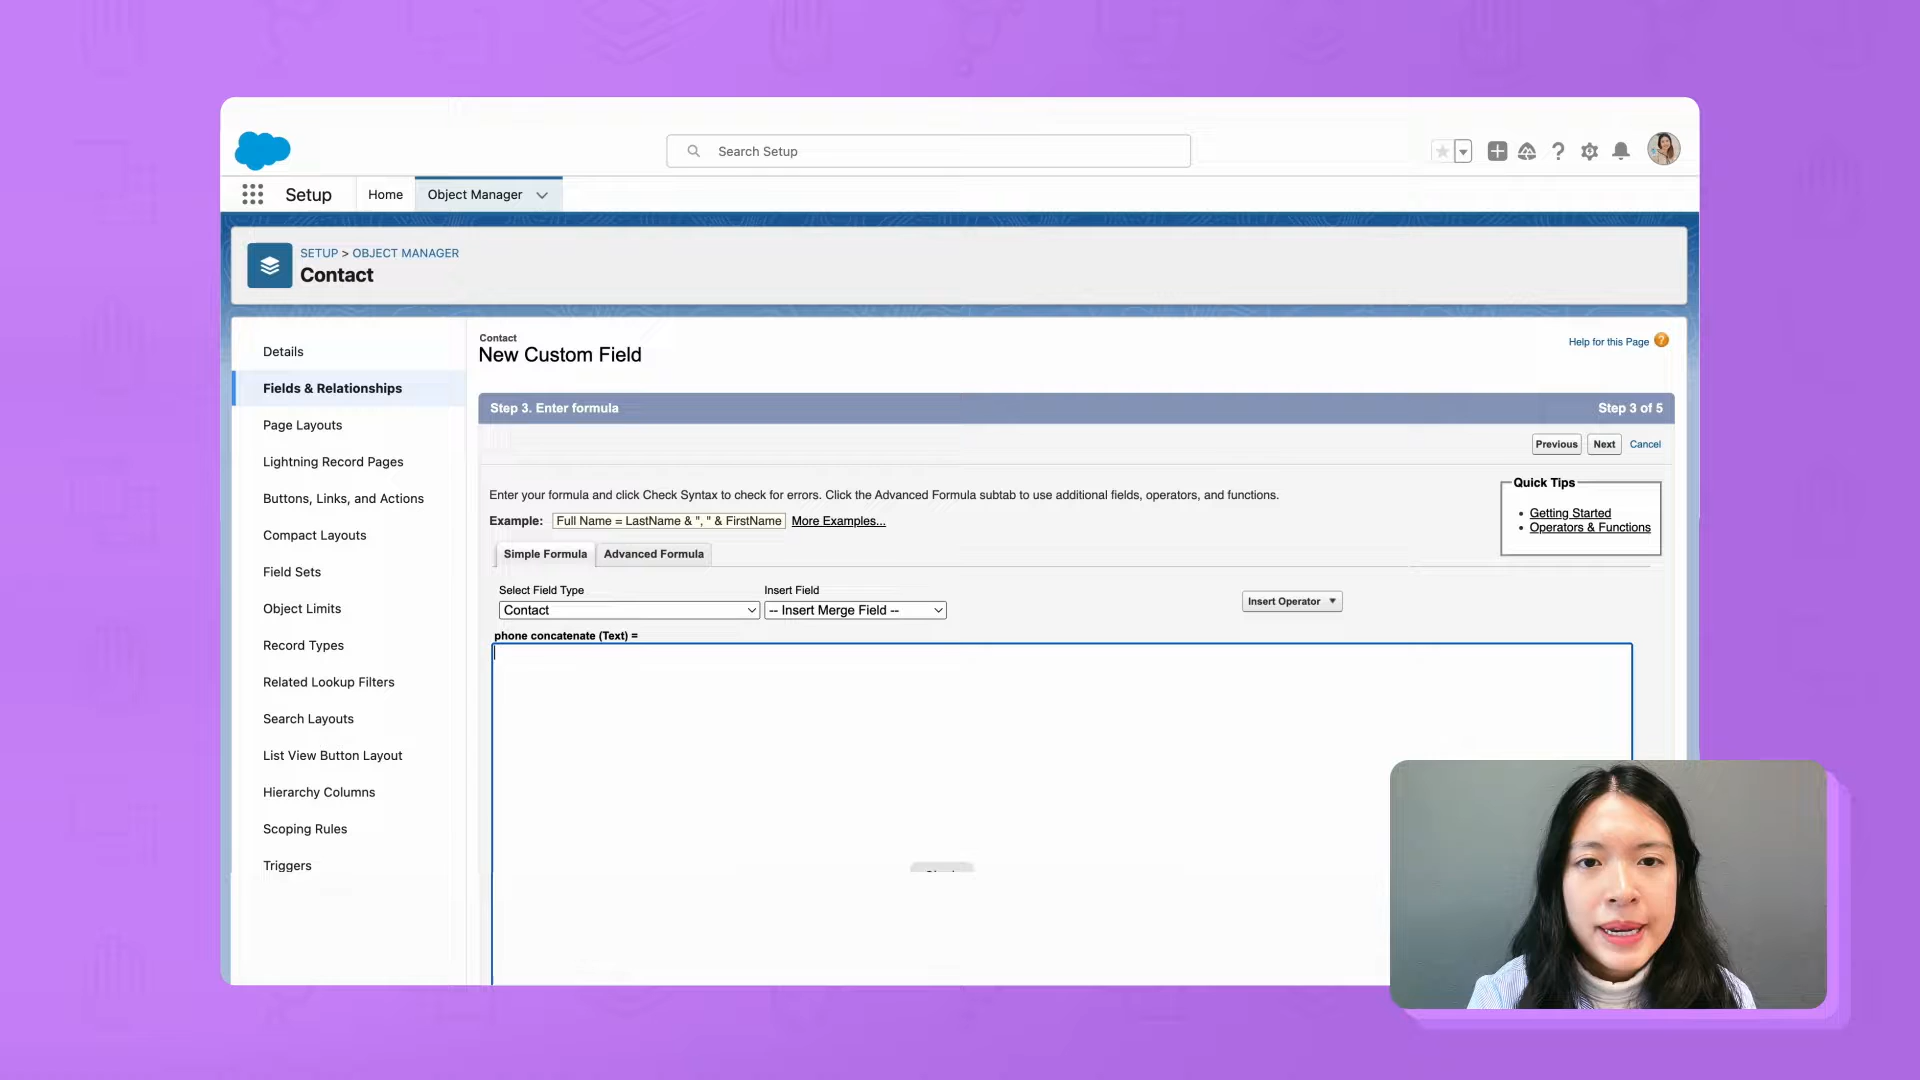 Search Setup
Setup
Home
Object Manager
SETUP > OBJECT MANAGER
Contact
Details
Fields & Relationships
Page Layouts
Lightning Record Pages
Buttons, Links, and Actions
Compact Layouts
Field Sets
Object Limits
Record Types
Related Lookup Filters
Search Layouts
List View Button Layout
Hierarchy Columns
Scoping Rules
Triggers
Contact
New Custom Field
Help for this Page ?
Step 3. Enter formula
Step 3 of 5
Previous
Next
Cancel
Enter your formula and click Check Syntax to check for errors. Click the Advanced Formula subtab to use additional fields, operators, and functions.
Example: Full Name = LastName & ", " & FirstName More Examples...
Quick Tips
• Getting Started
• Operators & Functions
Simple Formula
Advanced Formula
Select Field Type
Insert Field
Contact
-- Insert Merge Field --
Insert Operator
phone concatenate (Text) =